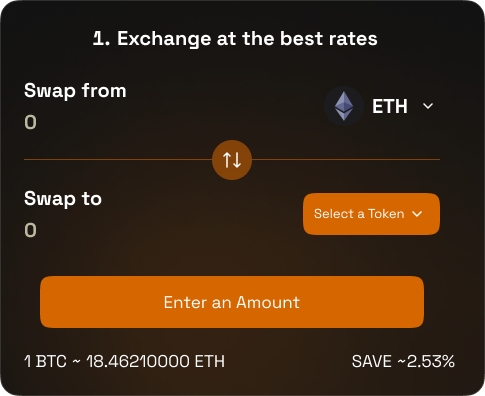 1. Exchange at the best rates
Swap from
0
ETH
Swap to
0
Select a Token
Enter an Amount
1 BTC ~ 18.46210000 ETH
SAVE ~2.53%